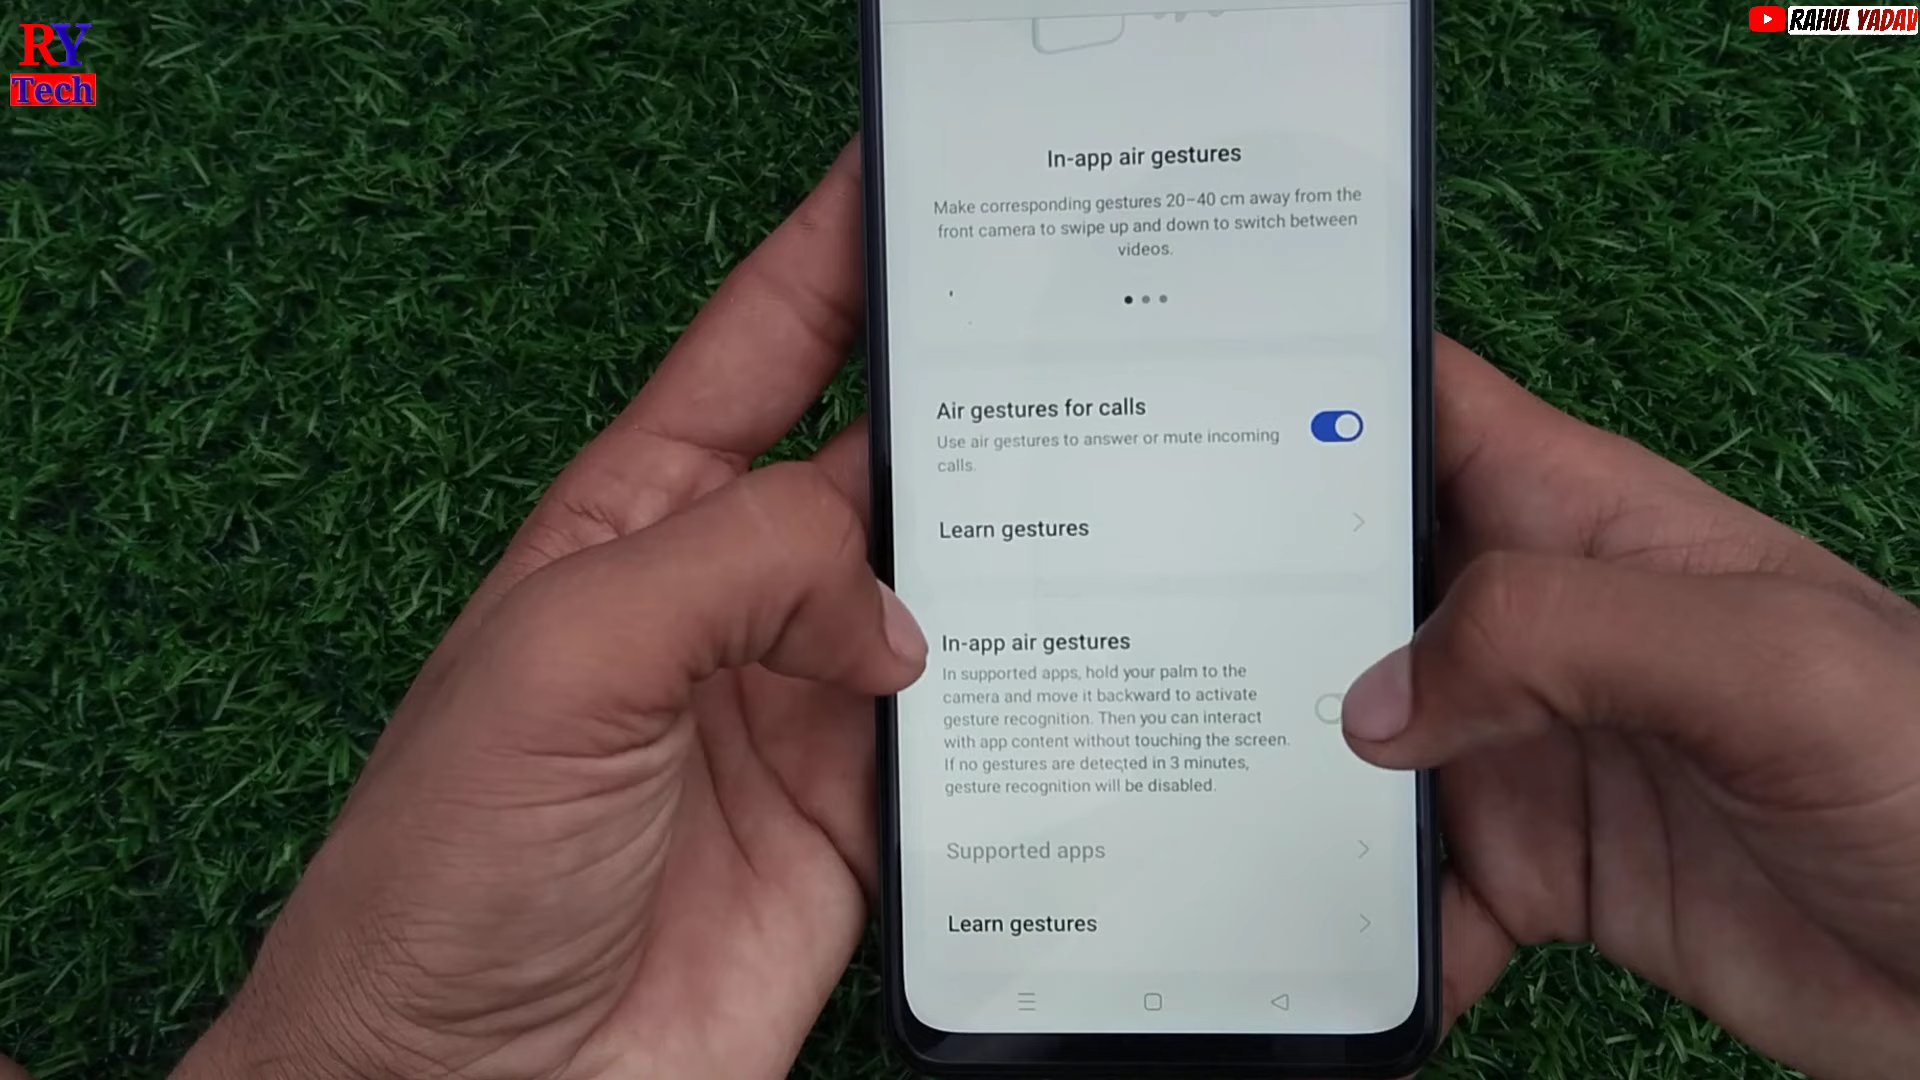 RY
Tech
RAHUL YADAV
In-app air gestures
Make corresponding gestures 20–40 cm away from the
front camera to swipe up and down to switch between
videos.
Air gestures for calls
Use air gestures to answer or mute incoming
calls.
Learn gestures
In-app air gestures
In supported apps, hold your palm to the
camera and move it backward to activate
gesture recognition. Then you can interact
with app content without touching the screen.
If no gestures are detected in 3 minutes,
gesture recognition will be disabled.
Supported apps
Learn gestures